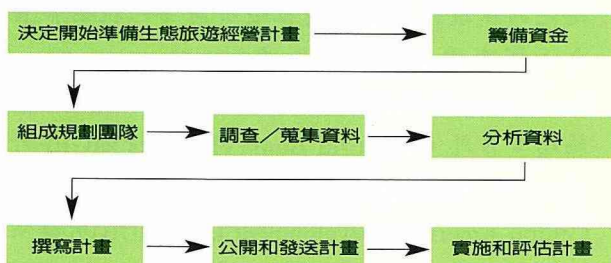 決定開始準備生態旅遊經營計畫
籌備資金
組成規劃團隊
調查／蒐集資料
分析資料
撰寫計畫
公開和發送計畫
實施和評估計畫